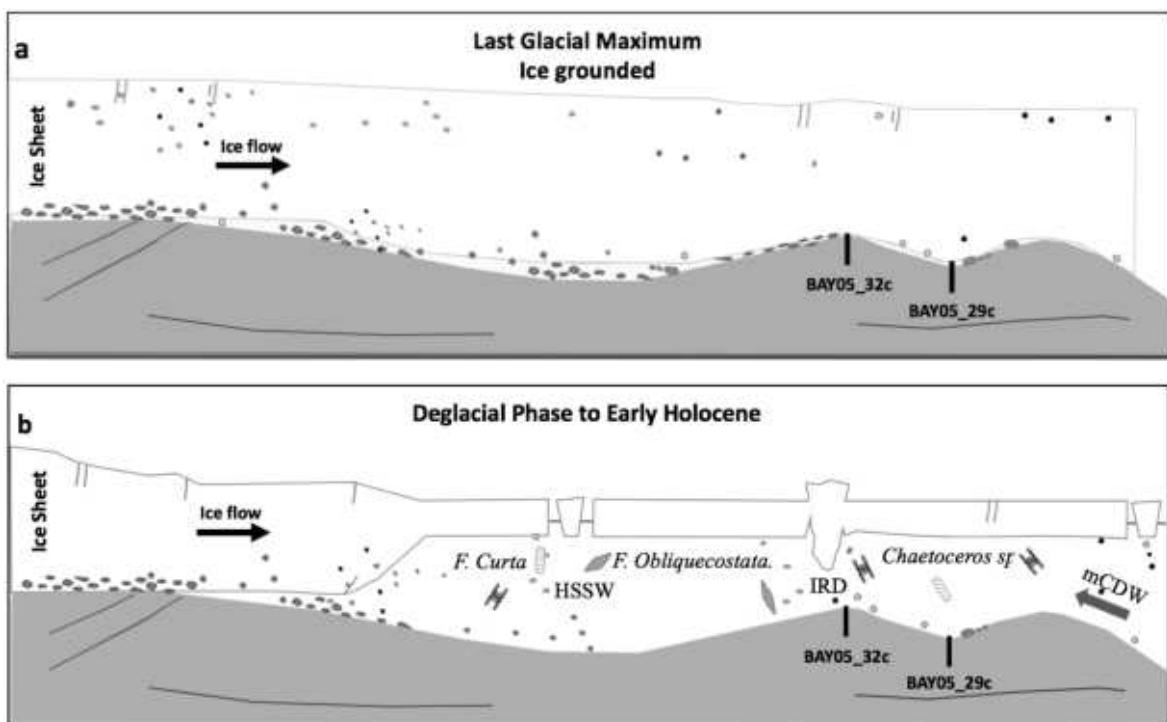 a
Last Glacial Maximum
Ice grounded
Ice Sheet
Ice flow
BAY05_32c
BAY05_29c
b
Deglacial Phase to Early Holocene
Ice Sheet
Ice flow
F. Curta
F. Obliquecostata.
Chaetoceros sp
HSSW
IRD
mCDW
BAY05_32c
BAY05_29c